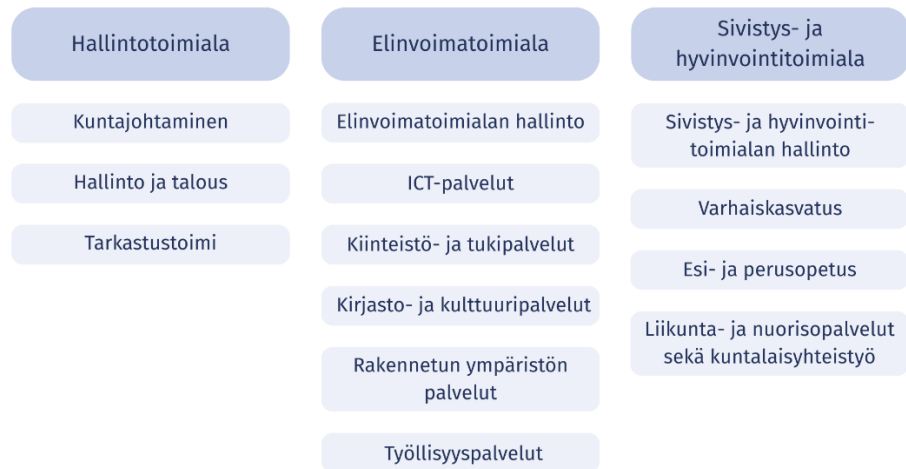 Hallintotoimiala
Kuntajohtaminen
Hallinto ja talous
Tarkastustoimi
Elinvoimatoimiala
Elinvoimatoimialan hallinto
ICT-palvelut
Kiinteistö- ja tukipalvelut
Kirjasto- ja kulttuuripalvelut
Rakennetun ympäristön
palvelut
Työllisyyspalvelut
Sivistys- ja
hyvinvointitoimiala
Sivistys- ja hyvinvointi-
toimialan hallinto
Varhaiskasvatus
Esi- ja perusopetus
Liikunta- ja nuorisopalvelut
sekä kuntalaisyhteistyö